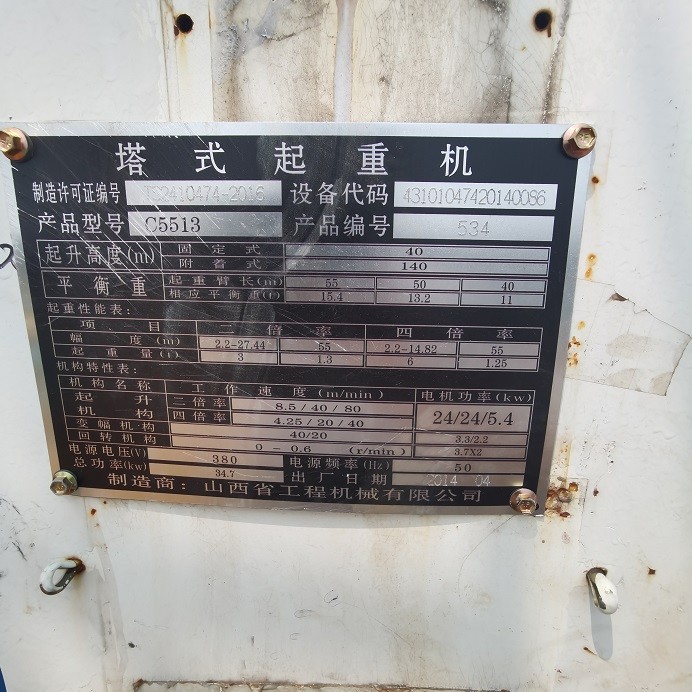 塔式起重机
制造许可证编号 TS2410474-2016 设备代码 43101047420140086
产品型号 C5513 产品编号 534
起升高度(m) 固定式 40
附着式 140
平衡重 起重臂长(m) 55 50 40
相应平衡重(t) 15.4 13.2 11
起重性能表:
项目 二倍率 四倍率
幅度(m) 2.2-27.44 55 2.2-14.82 55
起重量(t) 3 1.3 6 1.25
机构特性表:
机构名称 工作速度(m/min) 电机功率(kw)
起升机构 二倍率 8.5/40/80 24/24/5.4
四倍率 4.25/20/40
变幅机构 40/20 3.3/2.2
回转机构 0-0.6 (r/min) 3.7X2
电源电压(V) 380 电源频率(Hz) 50
总功率(kw) 34.7 出厂日期 2014 04
制造商:山西省工程机械有限公司